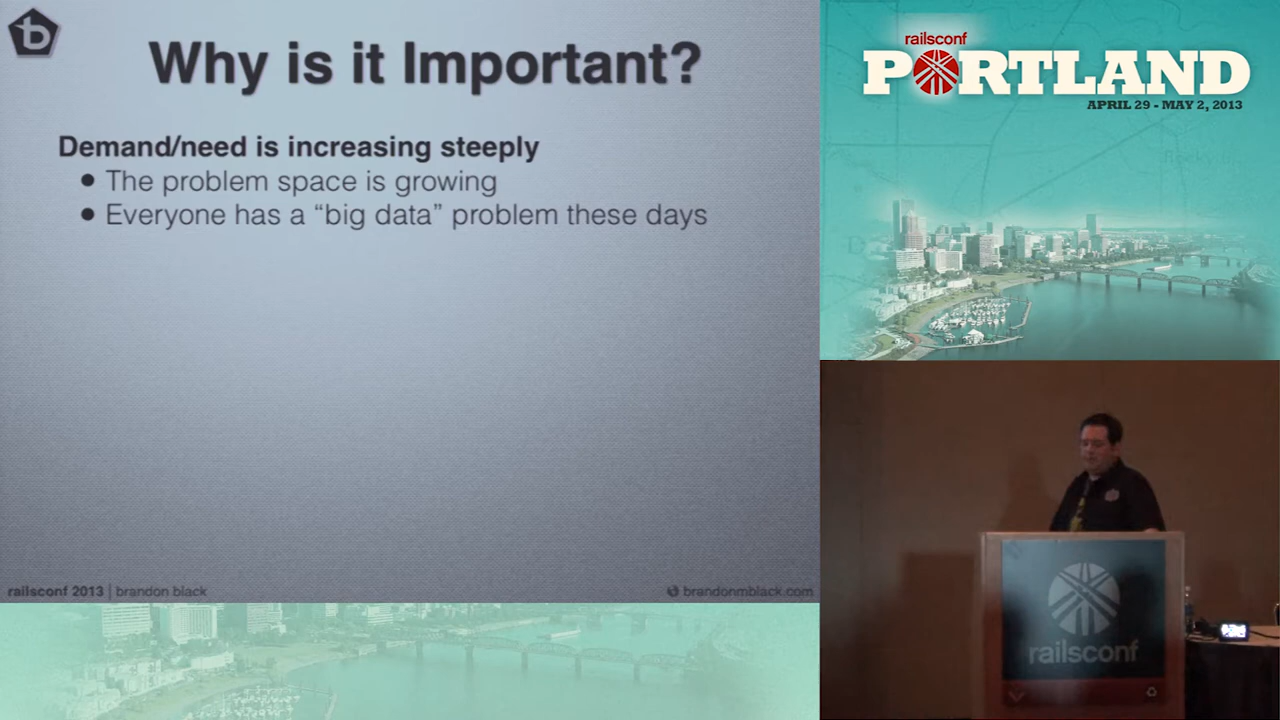 Why is it Important?
Demand/need is increasing steeply
● The problem space is growing
● Everyone has a “big data” problem these days
railsconf 2013 | brandon black
brandonmblack.com
railsconf
PORTLAND
APRIL 29 - MAY 2, 2013
railsconf